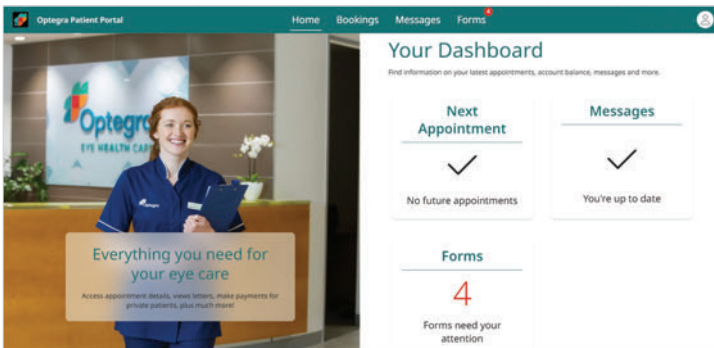 Optegra Patient Portal
Home Bookings Messages Forms 4
Your Dashboard
Find information on your latest appointments, account balance, messages and more.
Optegra
EYE HEALTH CARE
Optegra
Everything you need for
your eye care
Access appointment details, views letters, make payments for
private patients, plus much more!
Next
Appointment
No future appointments
Messages
You're up to date
Forms
4
Forms need your
attention